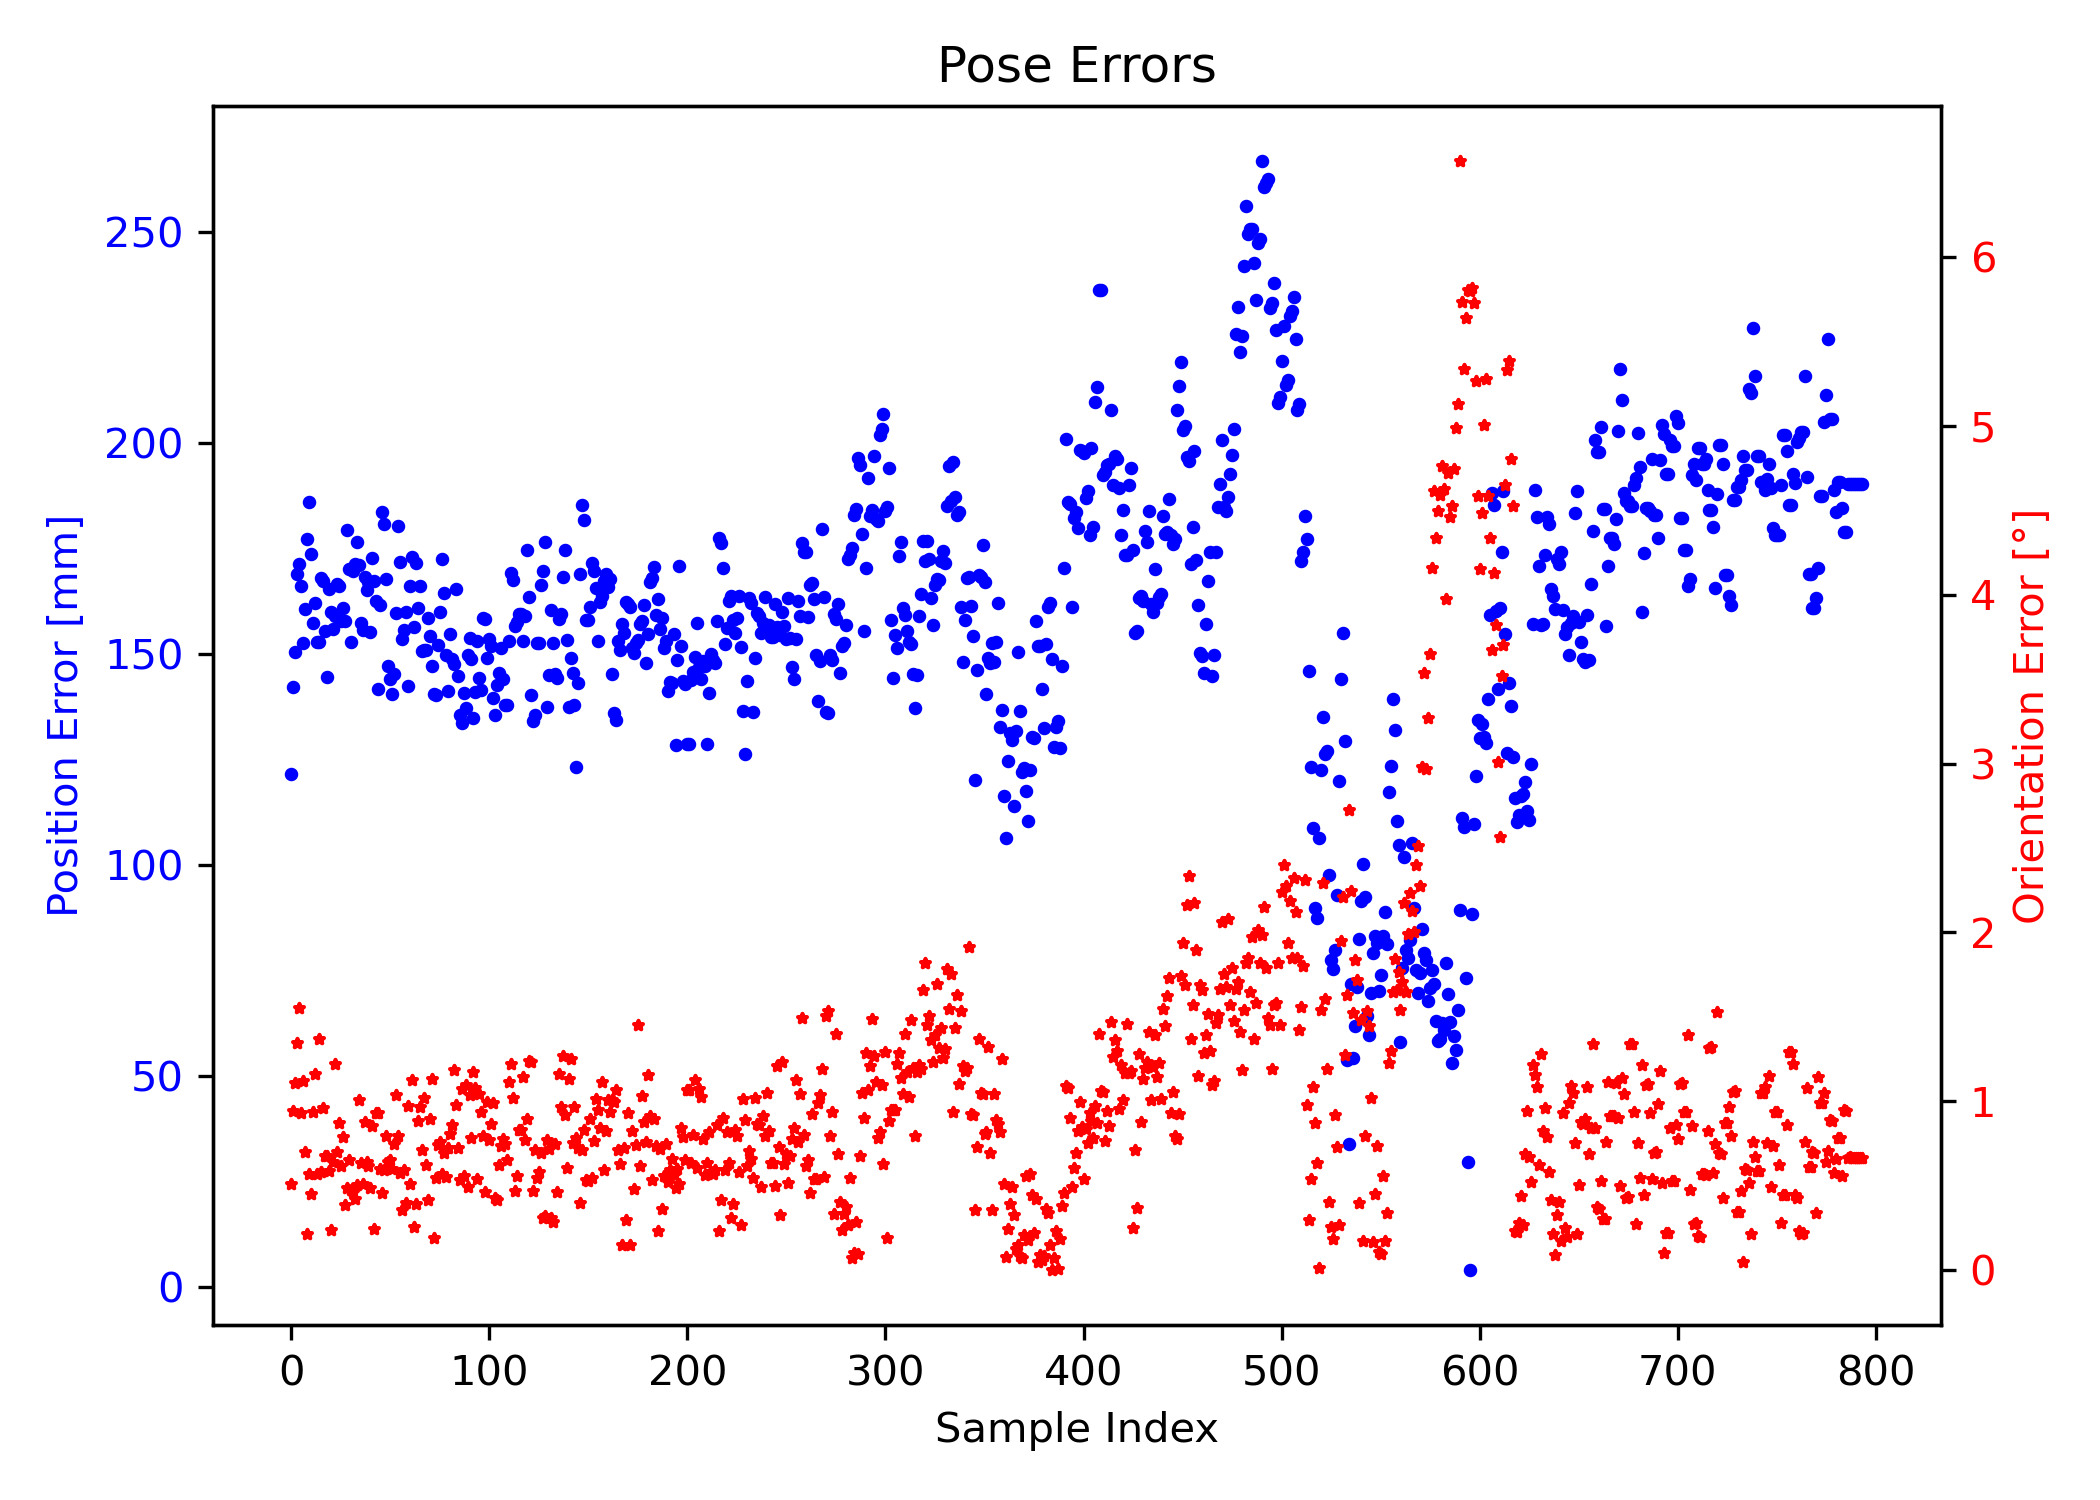 Pose Errors
Position Error [mm]
250
200
150
100
50
0
6
5
4
3
2
1
0
Orientation Error [°]
0 100 200 300 400 500 600 700 800
Sample Index